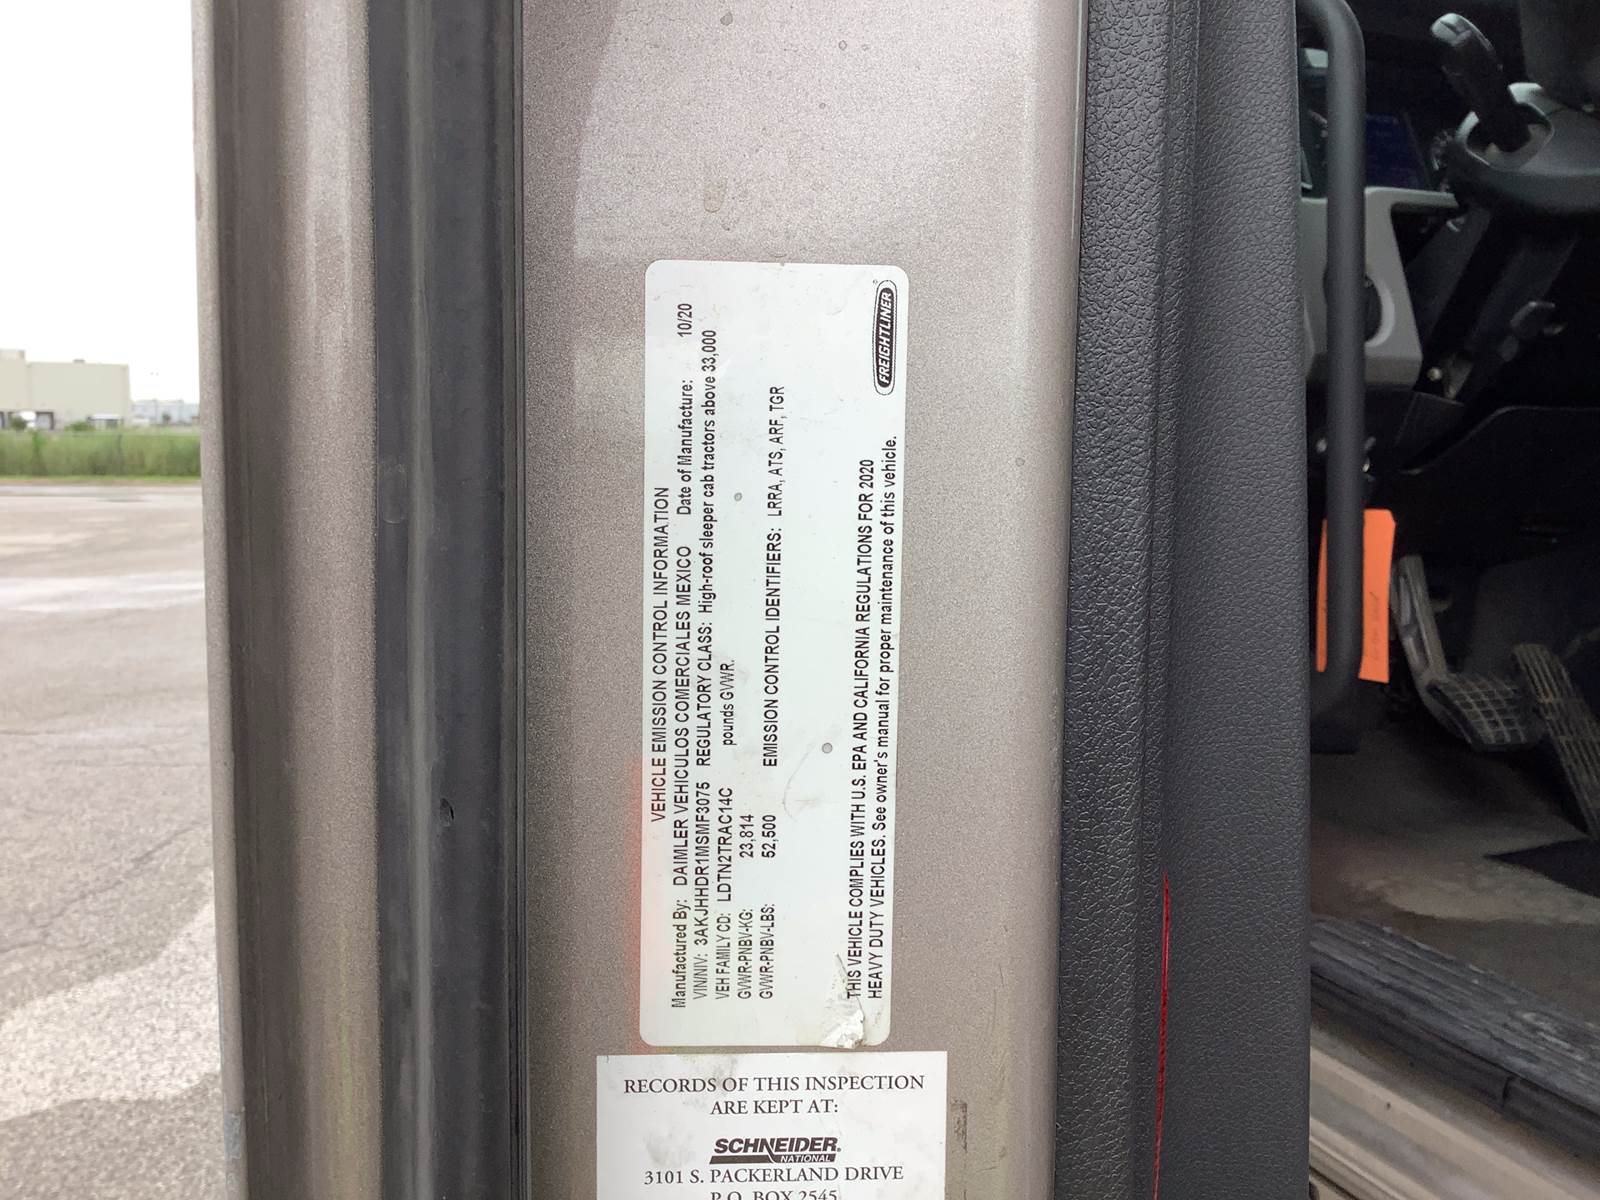 VEHICLE EMISSION CONTROL INFORMATION
Manufactured By: DAIMLER VEHICULOS COMERCIALES MEXICO Date of Manufacture: 10/20
VIN/NIV: 3AKJHHDR1MSMF3075 REGULATORY CLASS: High-roof sleeper cab tractors above 33,000
VEH FAMILY CD: LDTN2TRAC14C pounds GVWR.
GVWR-PNBV-KG: 23,814
GVWR-PNBV-LBS: 52,500 EMISSION CONTROL IDENTIFIERS: LRRA, ATS, ARF, TGR
THIS VEHICLE COMPLIES WITH U.S. EPA AND CALIFORNIA REGULATIONS FOR 2020
HEAVY DUTY VEHICLES. See owner's manual for proper maintenance of this vehicle.
FREIGHTLINER
RECORDS OF THIS INSPECTION
ARE KEPT AT:
SCHNEIDER
NATIONAL
3101 S. PACKERLAND DRIVE
P.O. BOX 2545